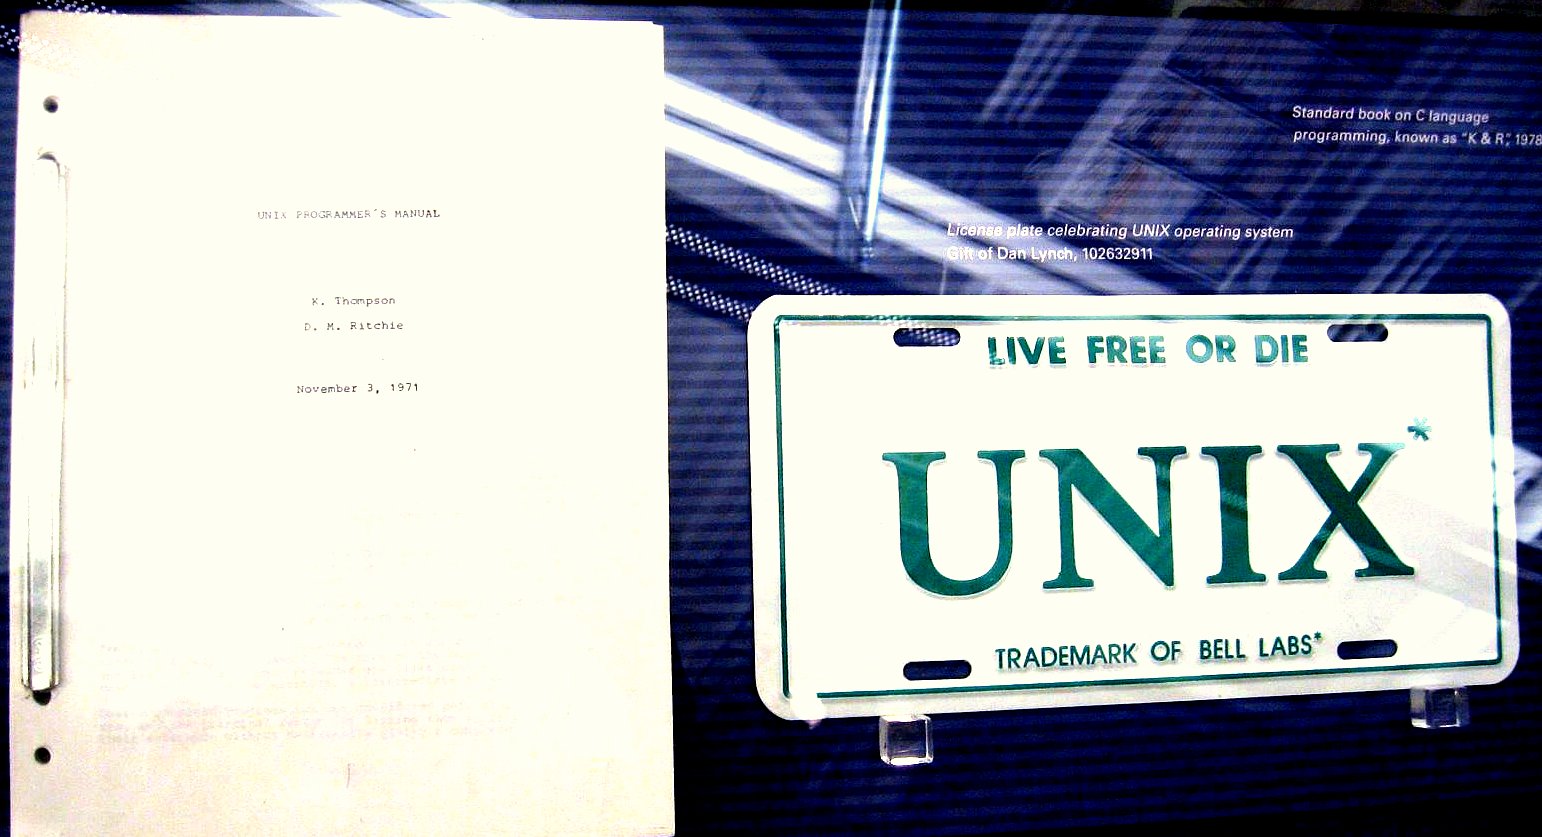 UNIX PROGRAMMER'S MANUAL
K. Thompson
D. M. Ritchie
November 3, 1971
Standard book on C language
programming, known as "K & R", 1978
License plate celebrating UNIX operating system
Gift of Dan Lynch, 102632911
LIVE FREE OR DIE
UNIX*
TRADEMARK OF BELL LABS*